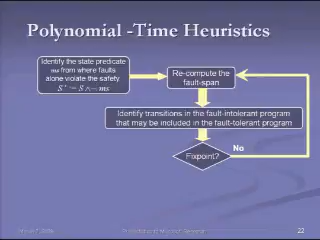 Polynomial -Time Heuristics
Identify the state predicate
ms from where faults
alone violate the safety
S' := S ∧ ¬ ms
Re-compute the
fault-span
Identify transitions in the fault-intolerant program
that may be included in the fault-tolerant program
Fixpoint?
No
22